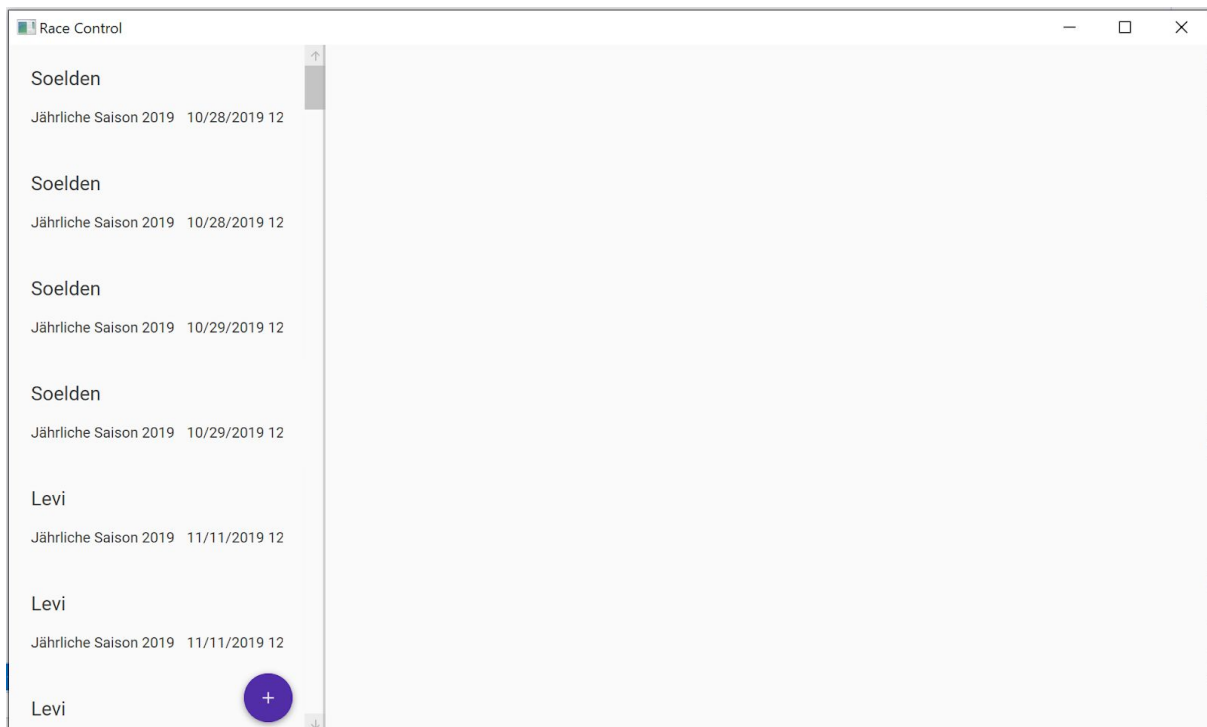 Race Control
Soelden
Jährliche Saison 2019 10/28/2019 12
Soelden
Jährliche Saison 2019 10/28/2019 12
Soelden
Jährliche Saison 2019 10/29/2019 12
Soelden
Jährliche Saison 2019 10/29/2019 12
Levi
Jährliche Saison 2019 11/11/2019 12
Levi
Jährliche Saison 2019 11/11/2019 12
Levi
+